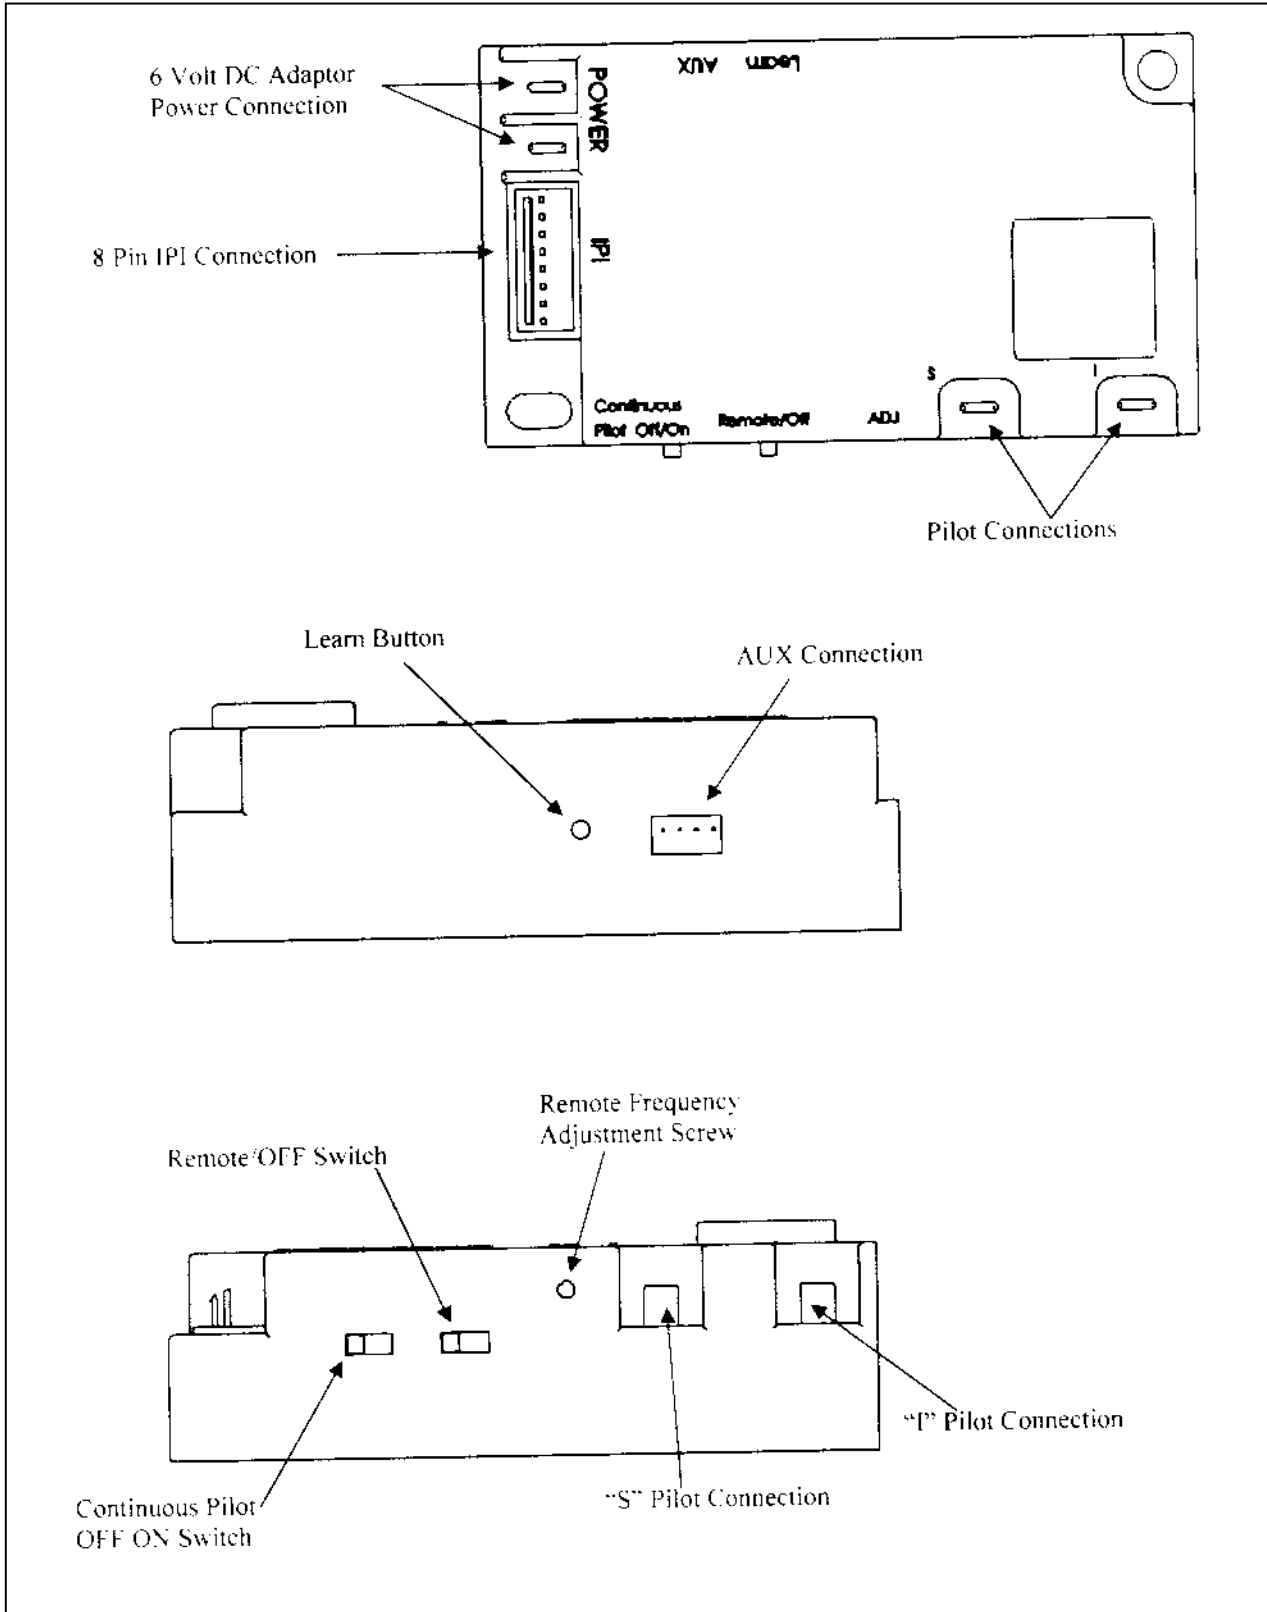 6 Volt DC Adaptor
Power Connection
POWER
AUX Learn
8 Pin IPI Connection
IPI
S
I
Continuous
Pilot Off/On
Remote/Off
ADJ
Pilot Connections
Learn Button
AUX Connection
Remote Frequency
Adjustment Screw
Remote/OFF Switch
"I" Pilot Connection
"S" Pilot Connection
Continuous Pilot
OFF ON Switch